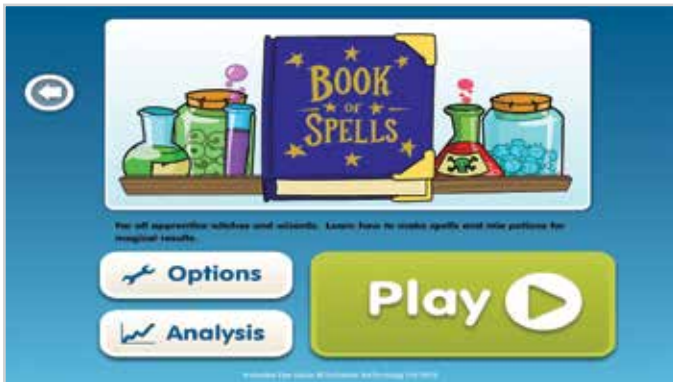 BOOK
OF
SPELLS
For all apprentice witches and wizards. Learn how to make spells and mix potions for
magical results.
Options
Play
Analysis